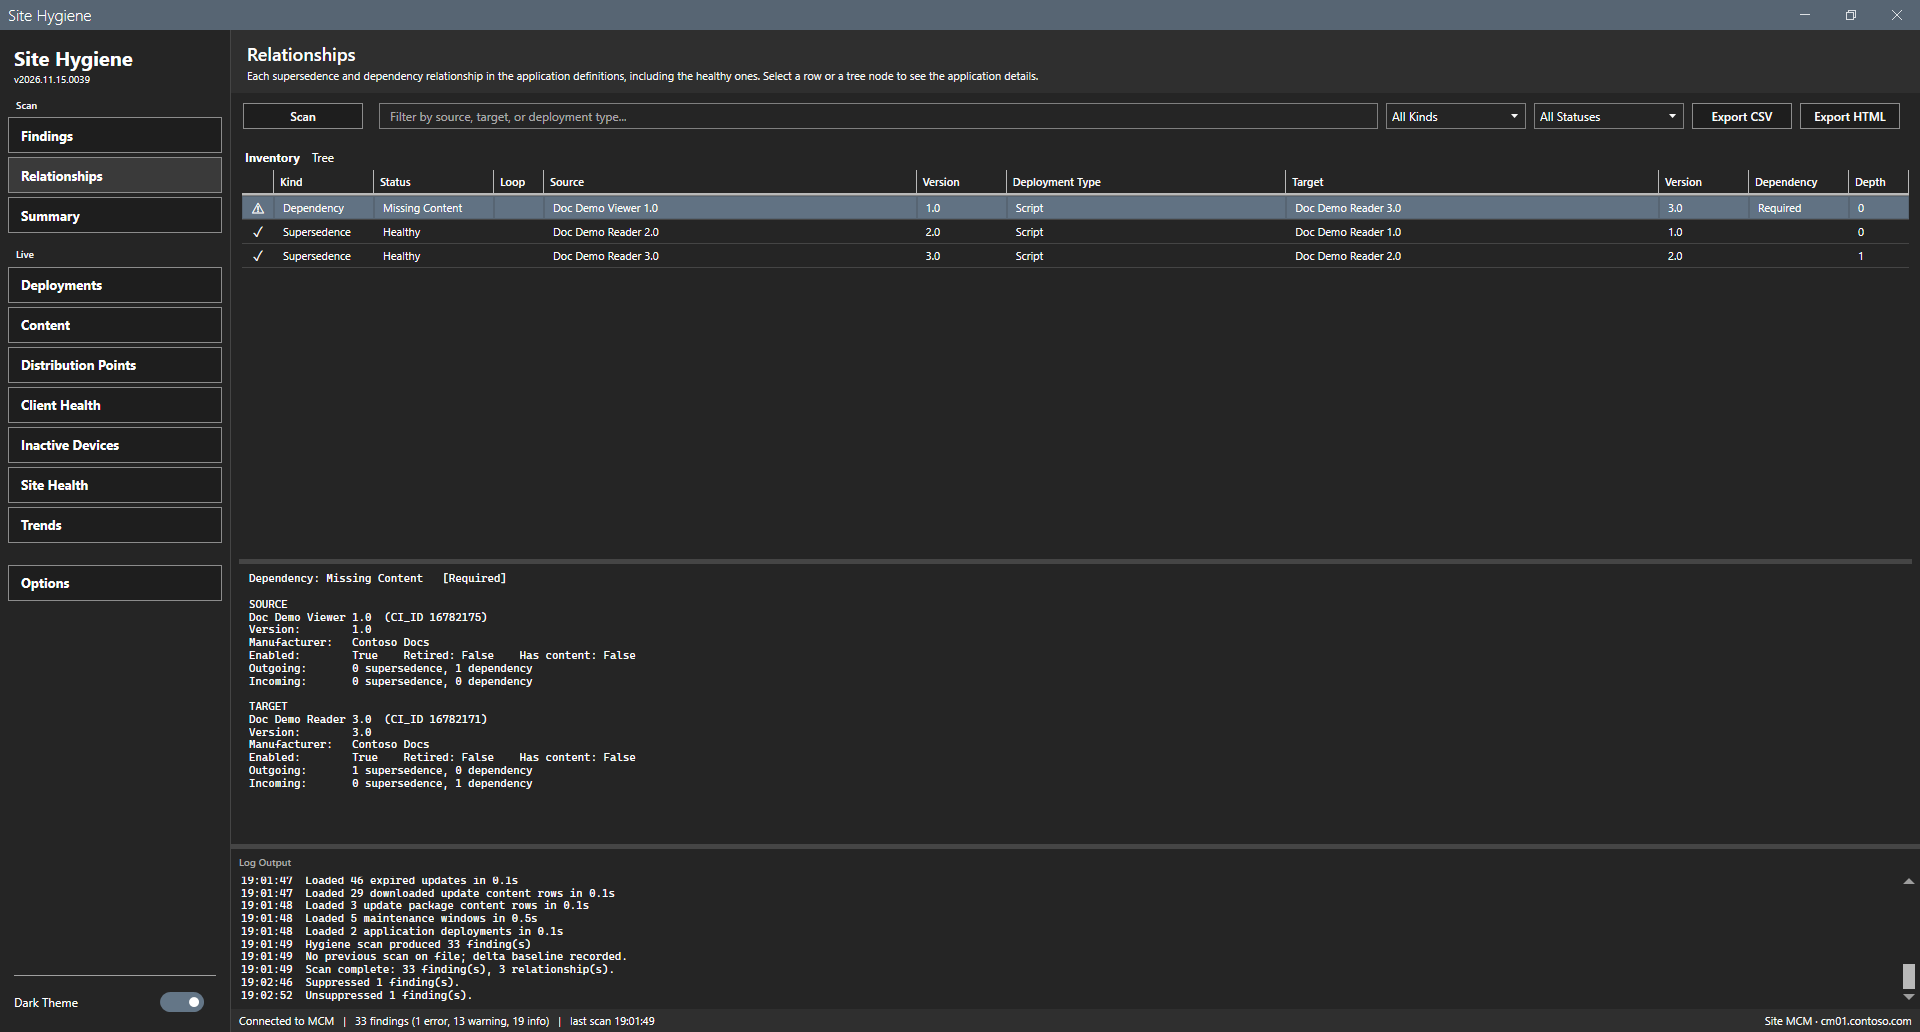 Site Hygiene
Site Hygiene
v2026.11.15.0039
Scan
Findings
Relationships
Summary
Live
Deployments
Content
Distribution Points
Client Health
Inactive Devices
Site Health
Trends
Options
Dark Theme
Relationships
Each supersedence and dependency relationship in the application definitions, including the healthy ones. Select a row or a tree node to see the application details.
Scan Filter by source, target, or deployment type... All Kinds All Statuses Export CSV Export HTML
Inventory Tree
Kind Status Loop Source Version Deployment Type Target Version Dependency Depth
Dependency Missing Content Doc Demo Viewer 1.0 1.0 Script Doc Demo Reader 3.0 3.0 Required 0
Supersedence Healthy Doc Demo Reader 2.0 2.0 Script Doc Demo Reader 1.0 1.0 0
Supersedence Healthy Doc Demo Reader 3.0 3.0 Script Doc Demo Reader 2.0 2.0 1
Dependency: Missing Content [Required]
SOURCE
Doc Demo Viewer 1.0 (CI_ID 16782175)
Version: 1.0
Manufacturer: Contoso Docs
Enabled: True Retired: False Has content: False
Outgoing: 0 supersedence, 1 dependency
Incoming: 0 supersedence, 0 dependency
TARGET
Doc Demo Reader 3.0 (CI_ID 16782171)
Version: 3.0
Manufacturer: Contoso Docs
Enabled: True Retired: False Has content: False
Outgoing: 1 supersedence, 0 dependency
Incoming: 0 supersedence, 1 dependency
Log Output
19:01:47 Loaded 46 expired updates in 0.1s
19:01:47 Loaded 29 downloaded update content rows in 0.1s
19:01:48 Loaded 3 update package content rows in 0.1s
19:01:48 Loaded 5 maintenance windows in 0.5s
19:01:48 Loaded 2 application deployments in 0.1s
19:01:49 Hygiene scan produced 33 finding(s)
19:01:49 No previous scan on file; delta baseline recorded.
19:01:49 Scan complete: 33 finding(s), 3 relationship(s).
19:02:46 Suppressed 1 finding(s).
19:02:52 Unsuppressed 1 finding(s).
Connected to MCM | 33 findings (1 error, 13 warning, 19 info) | last scan 19:01:49 Site MCM · cm01.contoso.com